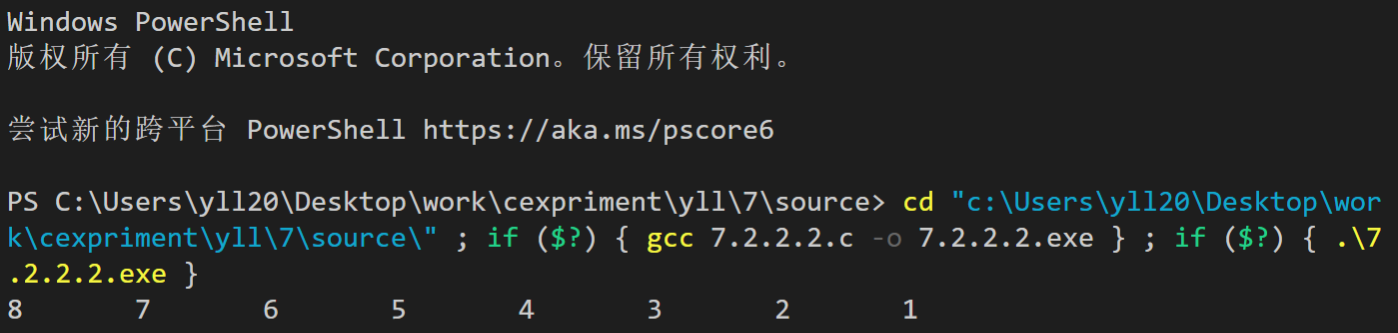 Windows PowerShell
版权所有 (C) Microsoft Corporation。保留所有权利。
尝试新的跨平台 PowerShell https://aka.ms/pscore6
PS C:\Users\yll20\Desktop\work\cexpriment\yll\7\source> cd "c:\Users\yll20\Desktop\wor
k\cexpriment\yll\7\source\" ; if ($?) { gcc 7.2.2.2.c -o 7.2.2.2.exe } ; if ($?) { .\7
.2.2.2.exe }
8 7 6 5 4 3 2 1